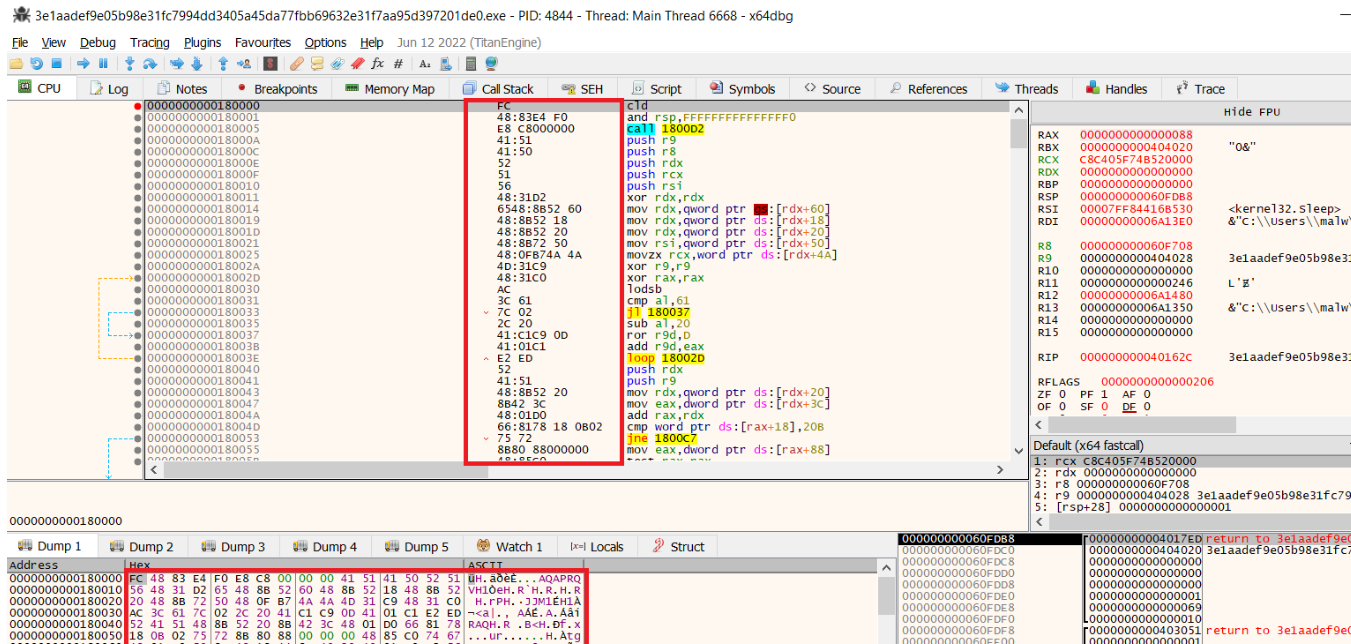 3e1aadef9e05b98e31fc7994dd3405a45da77fbb69632e31f7aa95d397201de0.exe - PID: 4844 - Thread: Main Thread 6668 - x64dbg
File View Debug Tracing Plugins Favourites Options Help Jun 12 2022 (TitanEngine)
CPU Log Notes Breakpoints Memory Map Call Stack SEH Script Symbols Source References Threads Handles Trace
0000000000180000 FC cld
0000000000180001 48:83E4 F0 and rsp,FFFFFFFFFFFFFFF0
0000000000180005 E8 C8000000 call 1800D2
000000000018000A 41:51 push r9
000000000018000C 41:50 push r8
000000000018000E 52 push rdx
000000000018000F 51 push rcx
0000000000180010 56 push rsi
0000000000180011 48:31D2 xor rdx,rdx
0000000000180014 6548:8B52 60 mov rdx,qword ptr gs:[rdx+60]
0000000000180019 48:8B52 18 mov rdx,qword ptr ds:[rdx+18]
000000000018001D 48:8B52 20 mov rdx,qword ptr ds:[rdx+20]
0000000000180021 48:8B72 50 mov rsi,qword ptr ds:[rdx+50]
0000000000180025 48:0FB74A 4A movzx rcx,word ptr ds:[rdx+4A]
000000000018002A 4D:31C9 xor r9,r9
000000000018002D 48:31C0 xor rax,rax
0000000000180030 AC lodsb
0000000000180031 3C 61 cmp al,61
0000000000180033 7C 02 jl 180037
0000000000180035 2C 20 sub al,20
0000000000180037 41:C1C9 0D ror r9d,D
000000000018003B 41:01C1 add r9d,eax
000000000018003E E2 ED loop 18002D
0000000000180040 52 push rdx
0000000000180041 41:51 push r9
0000000000180043 48:8B52 20 mov rdx,qword ptr ds:[rdx+20]
0000000000180047 8B42 3C mov eax,dword ptr ds:[rdx+3C]
000000000018004A 48:01D0 add rax,rdx
000000000018004D 66:8178 18 0B02 cmp word ptr ds:[rax+18],20B
0000000000180053 75 72 jne 1800C7
0000000000180055 8B80 88000000 mov eax,dword ptr ds:[rax+88]
Hide FPU
RAX 0000000000000088
RBX 0000000000404020 "O&"
RCX C8C405F74B520000
RDX 0000000000000000
RBP 0000000000000000
RSP 000000000060FDB8
RSI 00007FF84416B530 <kernel32.Sleep>
RDI 00000000006A13E0 &"C:\\Users\\malw\
R8 000000000060F708
R9 0000000000404028 3e1aadef9e05b98e31
R10 0000000000000000
R11 0000000000000246
R12 00000000006A1480
R13 00000000006A1350 &"C:\\Users\\malw\
R14 0000000000000000
R15 0000000000000000
RIP 000000000040162C 3e1aadef9e05b98e31
RFLAGS 0000000000000206
ZF 0 PF 1 AF 0
OF 0 SF 0 DF 0
Default (x64 fastcall)
1: rcx C8C405F74B520000
2: rdx 0000000000000000
3: r8 000000000060F708
4: r9 0000000000404028 3e1aadef9e05b98e31fc79
5: [rsp+28] 0000000000000001
0000000000180000
Dump 1 Dump 2 Dump 3 Dump 4 Dump 5 Watch 1 Locals Struct
Address Hex ASCII
0000000000180000 FC 48 83 E4 F0 E8 C8 00 00 00 41 51 41 50 52 51 üH.äðèÈ...AQAPRQ
0000000000180010 56 48 31 D2 65 48 8B 52 60 48 8B 52 18 48 8B 52 VH1ÒeH.R`H.R.H.R
0000000000180020 20 48 8B 72 50 48 0F B7 4A 4A 4D 31 C9 48 31 C0 H.rPH.·JJM1ÉH1À
0000000000180030 AC 3C 61 7C 02 2C 20 41 C1 C9 0D 41 01 C1 E2 ED ¬<a|., AÁÉ.A.Áâí
0000000000180040 52 41 51 48 8B 52 20 8B 42 3C 48 01 D0 66 81 78 RAQH.R .B<H.Ðf.x
0000000000180050 18 0B 02 75 72 8B 80 88 00 00 00 48 85 C0 74 67 ...ur......H.Àtg
000000000060FDB8 00000000004017ED return to 3e1aadef9e0
000000000060FDC0 0000000000404020 3e1aadef9e05b98e31fc7
000000000060FDC8 0000000000000000
000000000060FDD0 0000000000000000
000000000060FDD8 0000000000000001
000000000060FDE0 0000000000000069
000000000060FDE8 0000000000000000
000000000060FDF0 0000000000000010
000000000060FDF8 0000000000403051 return to 3e1aadef9e0